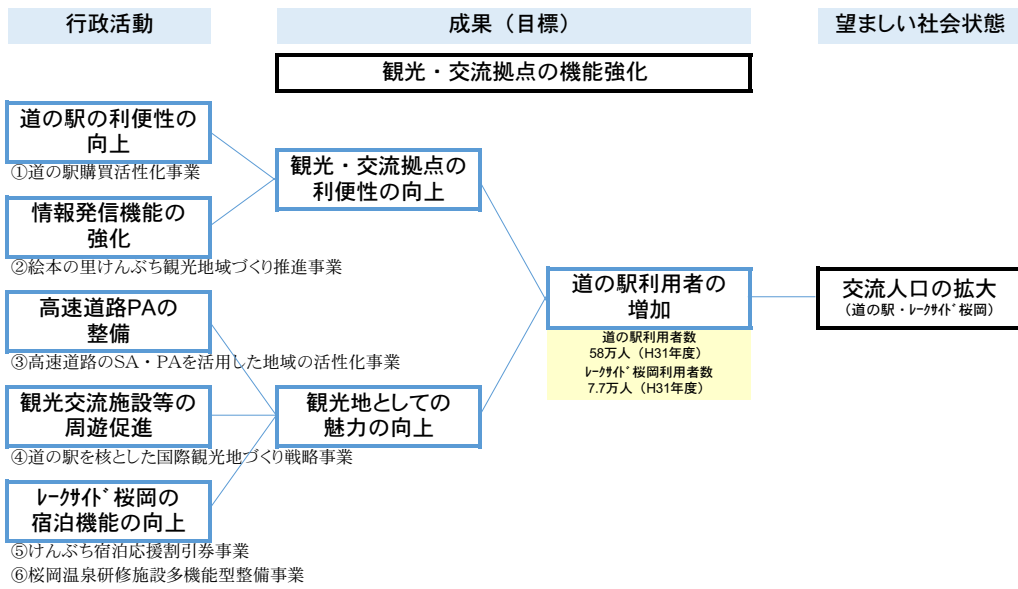 行政活動
成果（目標）
望ましい社会状態
観光・交流拠点の機能強化
道の駅の利便性の
向上
①道の駅購買活性化事業
情報発信機能の
強化
②絵本の里けんぶち観光地域づくり推進事業
高速道路PAの
整備
③高速道路のSA・PAを活用した地域の活性化事業
観光交流施設等の
周遊促進
④道の駅を核とした国際観光地づくり戦略事業
ﾚｰｸｻｲﾄﾞ桜岡の
宿泊機能の向上
⑤けんぶち宿泊応援割引券事業
⑥桜岡温泉研修施設多機能型整備事業
観光・交流拠点の
利便性の向上
観光地としての
魅力の向上
道の駅利用者の
増加
道の駅利用者数
58万人（H31年度）
ﾚｰｸｻｲﾄﾞ桜岡利用者数
7.7万人（H31年度）
交流人口の拡大
（道の駅・ﾚｰｸｻｲﾄﾞ桜岡）